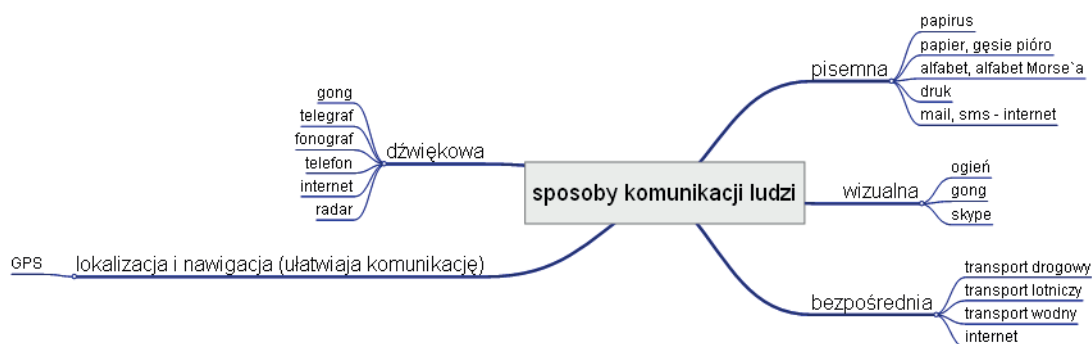 sposoby komunikacji ludzi
pisemna
papirus
papier, gęsie pióro
alfabet, alfabet Morse`a
druk
mail, sms - internet
wizualna
ogień
gong
skype
bezpośrednia
transport drogowy
transport lotniczy
transport wodny
internet
dźwiękowa
gong
telegraf
fonograf
telefon
internet
radar
lokalizacja i nawigacja (ułatwiaja komunikację)
GPS